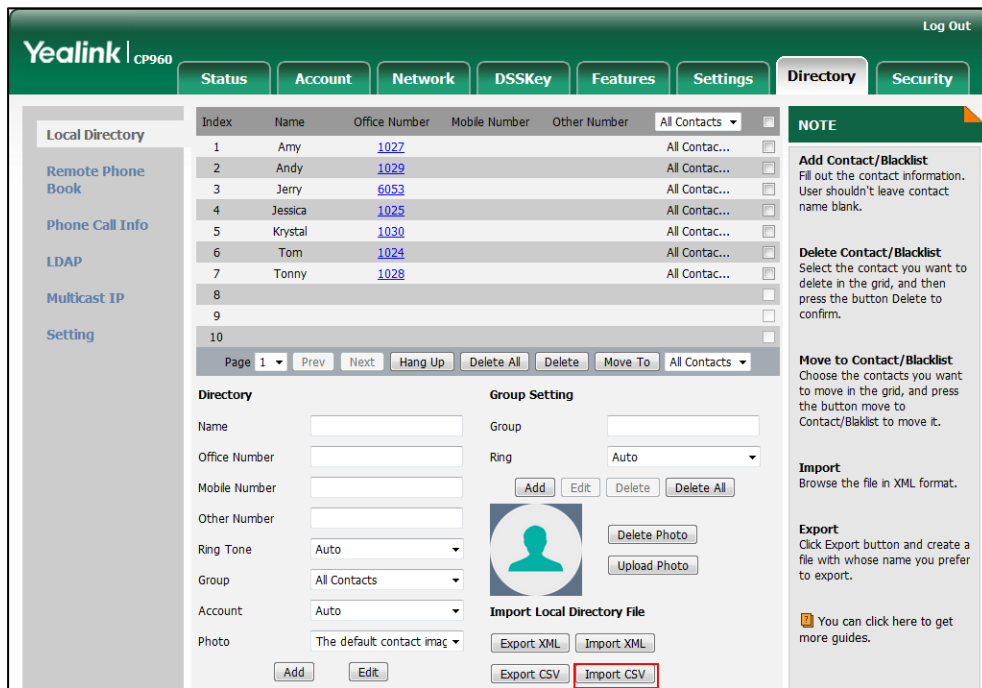 Log Out
Yealink CP960
Status Account Network DSSKey Features Settings Directory Security
Local Directory
Remote Phone
Book
Phone Call Info
LDAP
Multicast IP
Setting
Index Name Office Number Mobile Number Other Number All Contacts
1 Amy 1027 All Contac...
2 Andy 1029 All Contac...
3 Jerry 6053 All Contac...
4 Jessica 1025 All Contac...
5 Krystal 1030 All Contac...
6 Tom 1024 All Contac...
7 Tonny 1028 All Contac...
8
9
10
Page 1 Prev Next Hang Up Delete All Delete Move To All Contacts
Directory
Name
Office Number
Mobile Number
Other Number
Ring Tone Auto
Group All Contacts
Account Auto
Photo The default contact imag
Add Edit
Group Setting
Group
Ring Auto
Add Edit Delete Delete All
Delete Photo
Upload Photo
Import Local Directory File
Export XML Import XML
Export CSV Import CSV
NOTE
Add Contact/Blacklist
Fill out the contact information.
User shouldn't leave contact
name blank.
Delete Contact/Blacklist
Select the contact you want to
delete in the grid, and then
press the button Delete to
confirm.
Move to Contact/Blacklist
Choose the contacts you want
to move in the grid, and press
the button move to
Contact/Blaklist to move it.
Import
Browse the file in XML format.
Export
Click Export button and create a
file with whose name you prefer
to export.
You can click here to get
more guides.